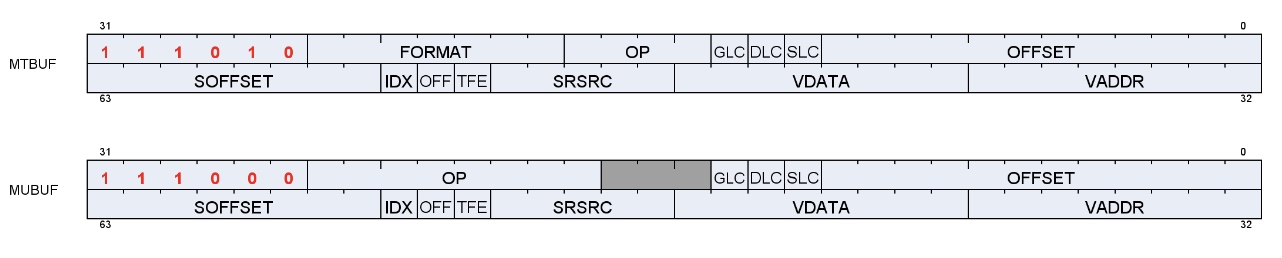 31 0
MTBUF
1 1 1 0 1 0 FORMAT OP GLC DLC SLC OFFSET
SOFFSET IDX OFF TFE SRSRC VDATA VADDR
63 32
31 0
MUBUF
1 1 1 0 0 0 OP GLC DLC SLC OFFSET
SOFFSET IDX OFF TFE SRSRC VDATA VADDR
63 32